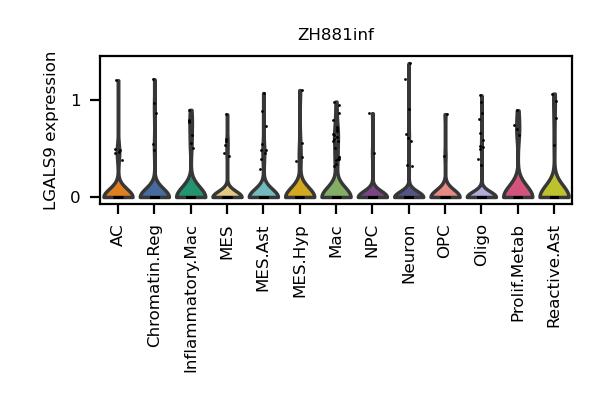 ZH881inf
LGALS9 expression
1
0
AC
Chromatin.Reg
Inflammatory.Mac
MES
MES.Ast
MES.Hyp
Mac
NPC
Neuron
OPC
Oligo
Prolif.Metab
Reactive.Ast